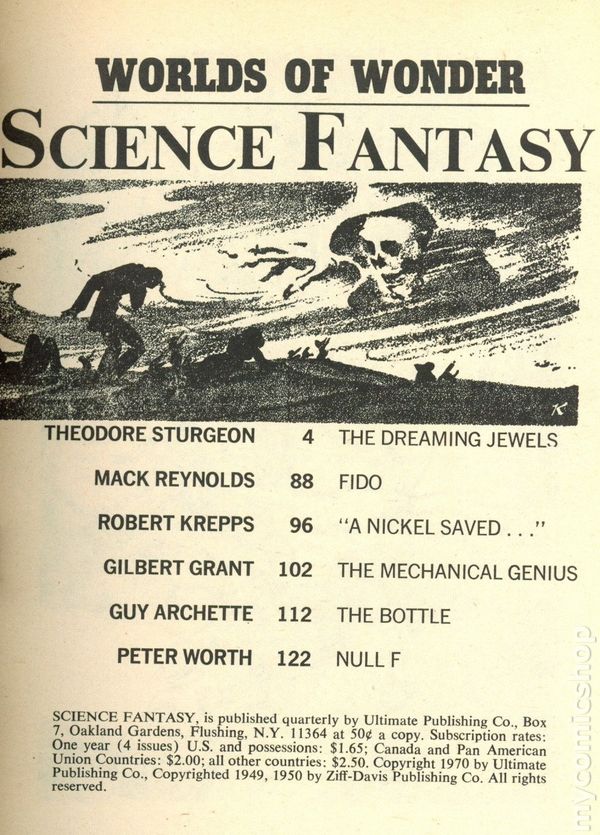 WORLDS OF WONDER
SCIENCE FANTASY
K
THEODORE STURGEON 4 THE DREAMING JEWELS
MACK REYNOLDS 88 FIDO
ROBERT KREPPS 96 "A NICKEL SAVED . . ."
GILBERT GRANT 102 THE MECHANICAL GENIUS
GUY ARCHETTE 112 THE BOTTLE
PETER WORTH 122 NULL F
SCIENCE FANTASY, is published quarterly by Ultimate Publishing Co., Box
7, Oakland Gardens, Flushing, N.Y. 11364 at 50¢ a copy. Subscription rates:
One year (4 issues) U.S. and possessions: $1.65; Canada and Pan American
Union Countries: $2.00; all other countries: $2.50. Copyright 1970 by Ultimate
Publishing Co., Copyrighted 1949, 1950 by Ziff-Davis Publishing Co. All rights
reserved.
mycomicshop